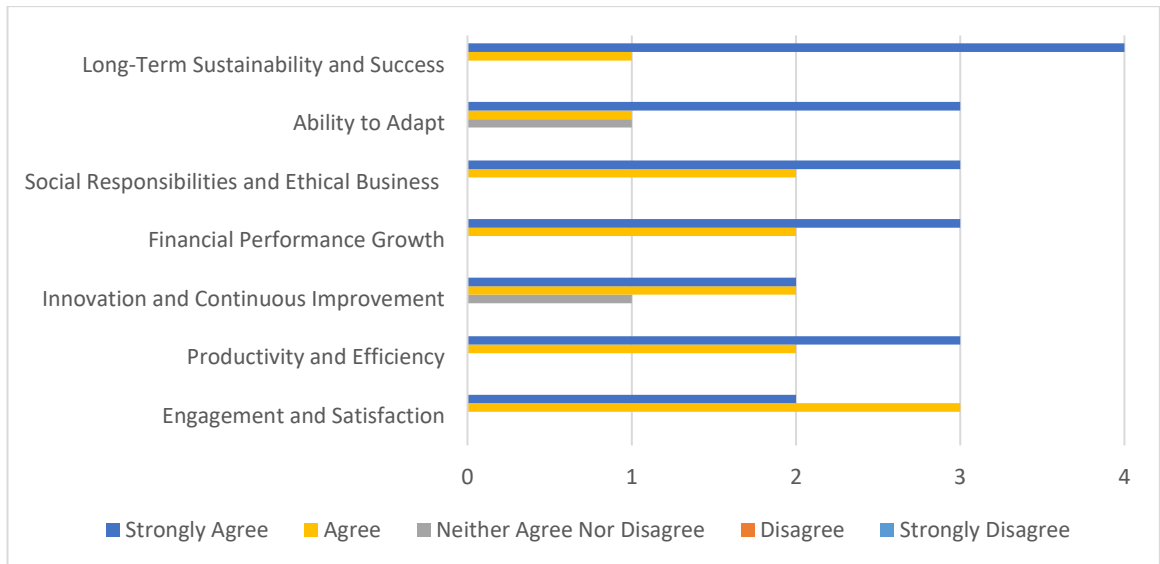 Long-Term Sustainability and Success
Ability to Adapt
Social Responsibilities and Ethical Business
Financial Performance Growth
Innovation and Continuous Improvement
Productivity and Efficiency
Engagement and Satisfaction
0 1 2 3 4
Strongly Agree Agree Neither Agree Nor Disagree Disagree Strongly Disagree